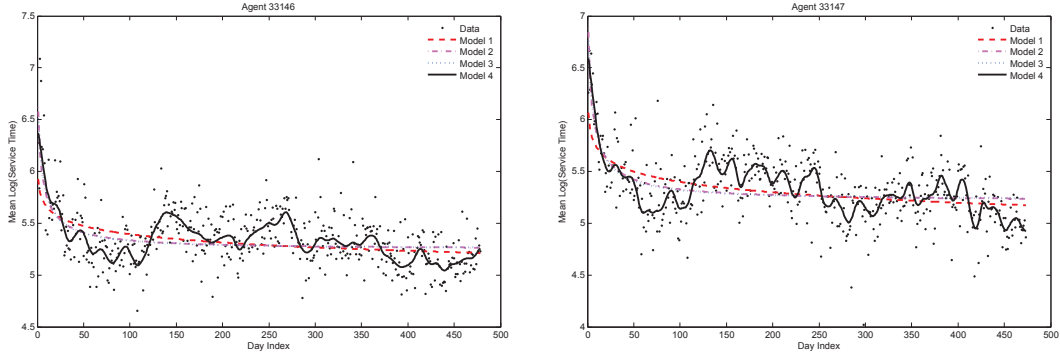 Agent 33146
7.5
7
6.5
6
5.5
5
4.5
Mean Log(Service Time)
0 50 100 150 200 250 300 350 400 450 500
Day Index
Data
Model 1
Model 2
Model 3
Model 4
Agent 33147
7
6.5
6
5.5
5
4.5
4
Mean Log(Service Time)
0 50 100 150 200 250 300 350 400 450 500
Day Index
Data
Model 1
Model 2
Model 3
Model 4